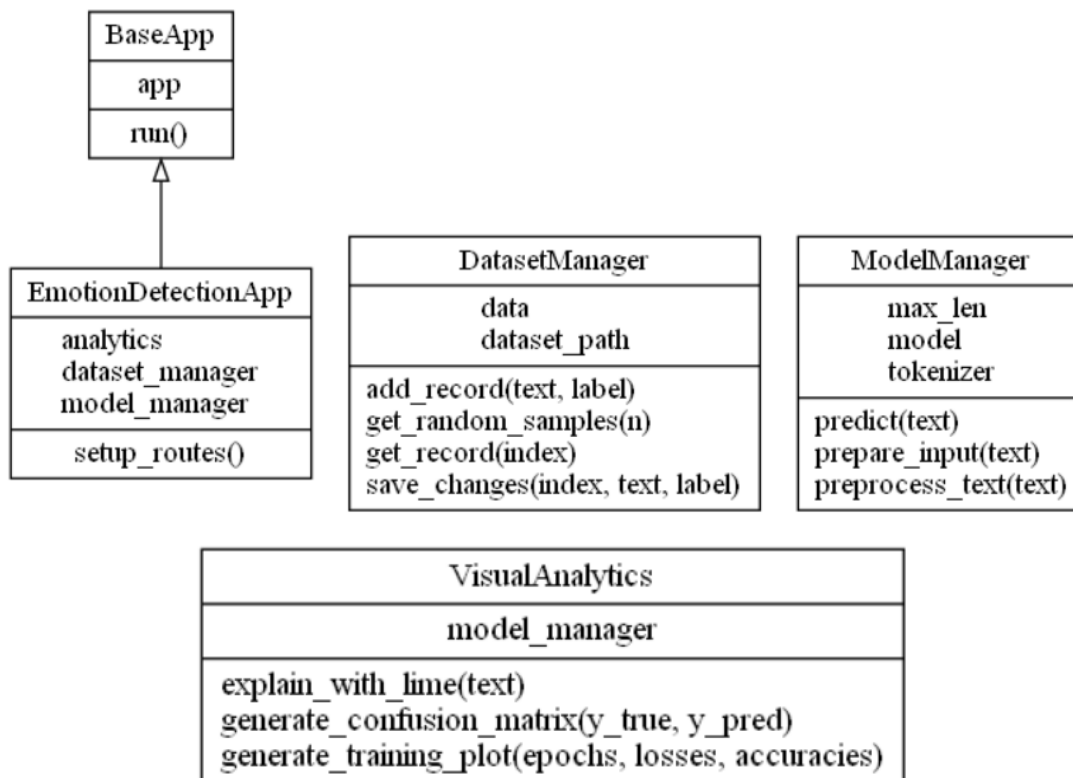 BaseApp
app
run()
EmotionDetectionApp
analytics
dataset_manager
model_manager
setup_routes()
DatasetManager
data
dataset_path
add_record(text, label)
get_random_samples(n)
get_record(index)
save_changes(index, text, label)
ModelManager
max_len
model
tokenizer
predict(text)
prepare_input(text)
preprocess_text(text)
VisualAnalytics
model_manager
explain_with_lime(text)
generate_confusion_matrix(y_true, y_pred)
generate_training_plot(epochs, losses, accuracies)